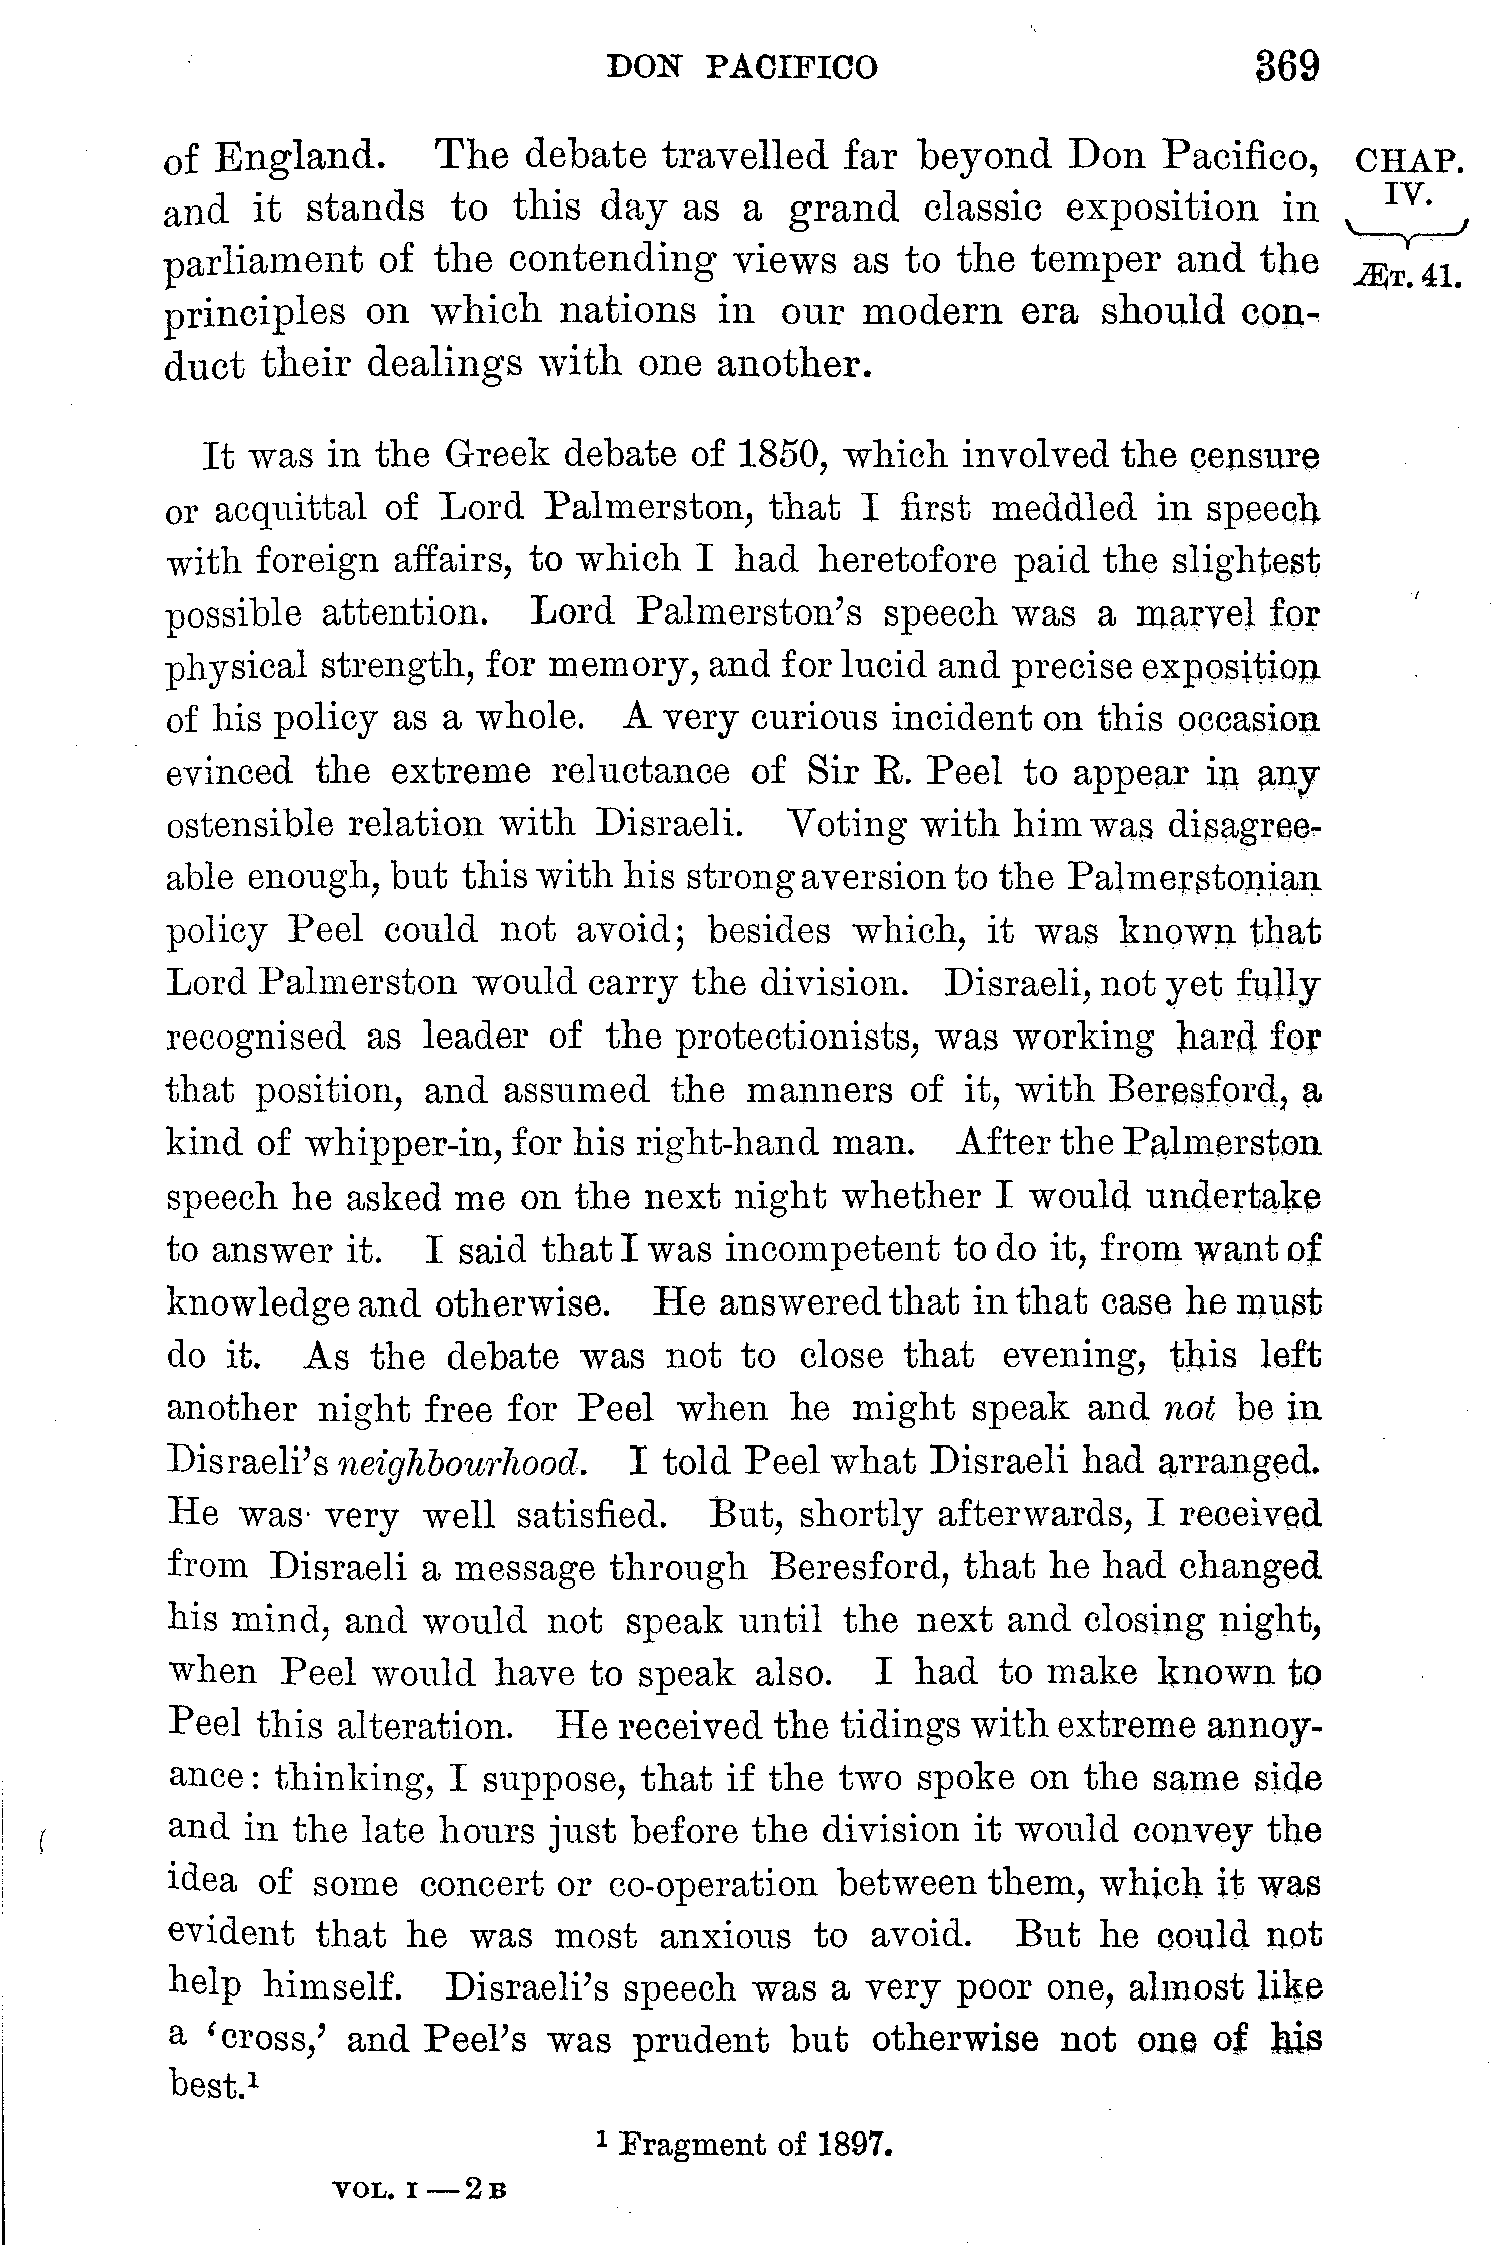 DON PACIFICO 369
of England. The debate travelled far beyond Don Pacifico, CHAP.
and it stands to this day as a grand classic exposition in IV.
parliament of the contending views as to the temper and the ÆT. 41.
principles on which nations in our modern era should con-
duct their dealings with one another.
It was in the Greek debate of 1850, which involved the censure
or acquittal of Lord Palmerston, that I first meddled in speech
with foreign affairs, to which I had heretofore paid the slightest
possible attention. Lord Palmerston's speech was a marvel for
physical strength, for memory, and for lucid and precise exposition
of his policy as a whole. A very curious incident on this occasion
evinced the extreme reluctance of Sir R. Peel to appear in any
ostensible relation with Disraeli. Voting with him was disagree-
able enough, but this with his strong aversion to the Palmerstonian
policy Peel could not avoid; besides which, it was known that
Lord Palmerston would carry the division. Disraeli, not yet fully
recognised as leader of the protectionists, was working hard for
that position, and assumed the manners of it, with Beresford, a
kind of whipper-in, for his right-hand man. After the Palmerston
speech he asked me on the next night whether I would undertake
to answer it. I said that I was incompetent to do it, from want of
knowledge and otherwise. He answered that in that case he must
do it. As the debate was not to close that evening, this left
another night free for Peel when he might speak and not be in
Disraeli's neighbourhood. I told Peel what Disraeli had arranged.
He was very well satisfied. But, shortly afterwards, I received
from Disraeli a message through Beresford, that he had changed
his mind, and would not speak until the next and closing night,
when Peel would have to speak also. I had to make known to
Peel this alteration. He received the tidings with extreme annoy-
ance: thinking, I suppose, that if the two spoke on the same side
and in the late hours just before the division it would convey the
idea of some concert or co-operation between them, which it was
evident that he was most anxious to avoid. But he could not
help himself. Disraeli's speech was a very poor one, almost like
a 'cross,' and Peel's was prudent but otherwise not one of his
best.¹
¹ Fragment of 1897.
VOL. I — 2 B